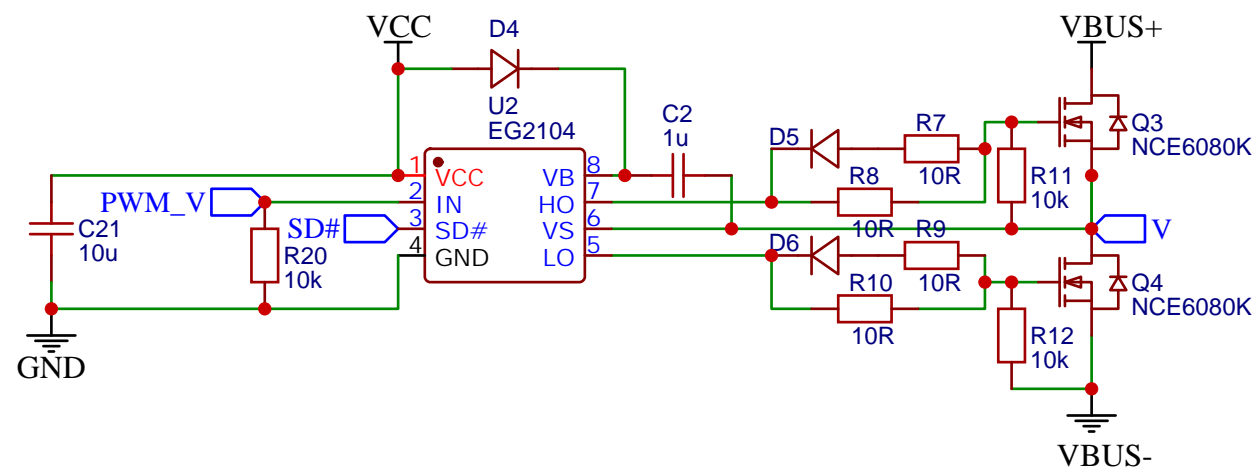 VCC
D4
VBUS+
U2
EG2104
C2
1u
D5
R7
10R
Q3
NCE6080K
1
VCC
VB
8
PWM_V
2
IN
HO
7
R8
10R
R11
10k
SD#
3
SD#
VS
6
R9
10R
V
C21
10u
R20
10k
4
GND
LO
5
D6
R10
10R
Q4
NCE6080K
R12
10k
GND
VBUS-